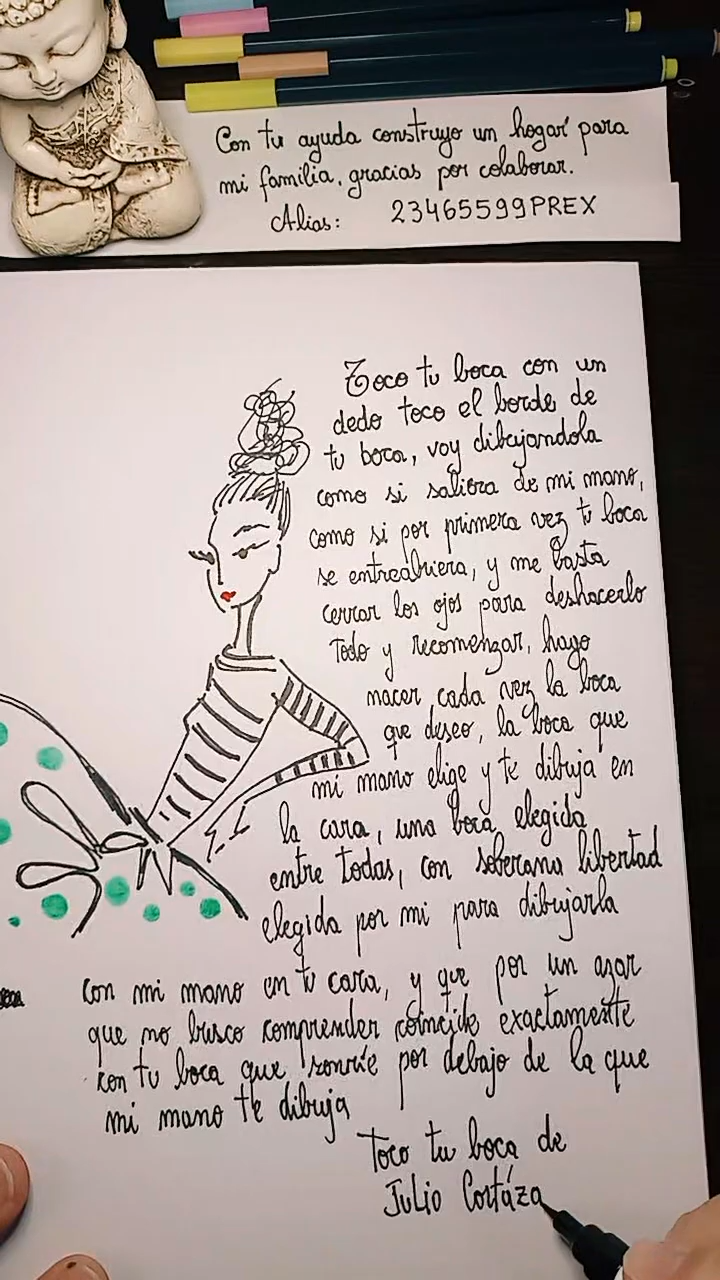 Con tu ayuda construyo un hogar para
mi familia, gracias por colaborar.
Alias: 23465599PREX
Toco tu boca con un
dedo toco el borde de
tu boca, voy dibujandola
como si saliera de mi mano,
como si por primera vez tu boca
se entreabriera, y me basta
cerrar los ojos para deshacerlo
todo y recomenzar, hago
nacer cada vez la boca
que deseo, la boca que
mi mano elige y te dibuja en
la cara, una boca elegida
entre todas, con soberana libertad
elegida por mi para dibujarla
con mi mano en tu cara, y que por un azar
que no busco comprender coincide exactamente
con tu boca que sonríe por debajo de la que
mi mano te dibuja
Toco tu boca de
Julio Cortáza